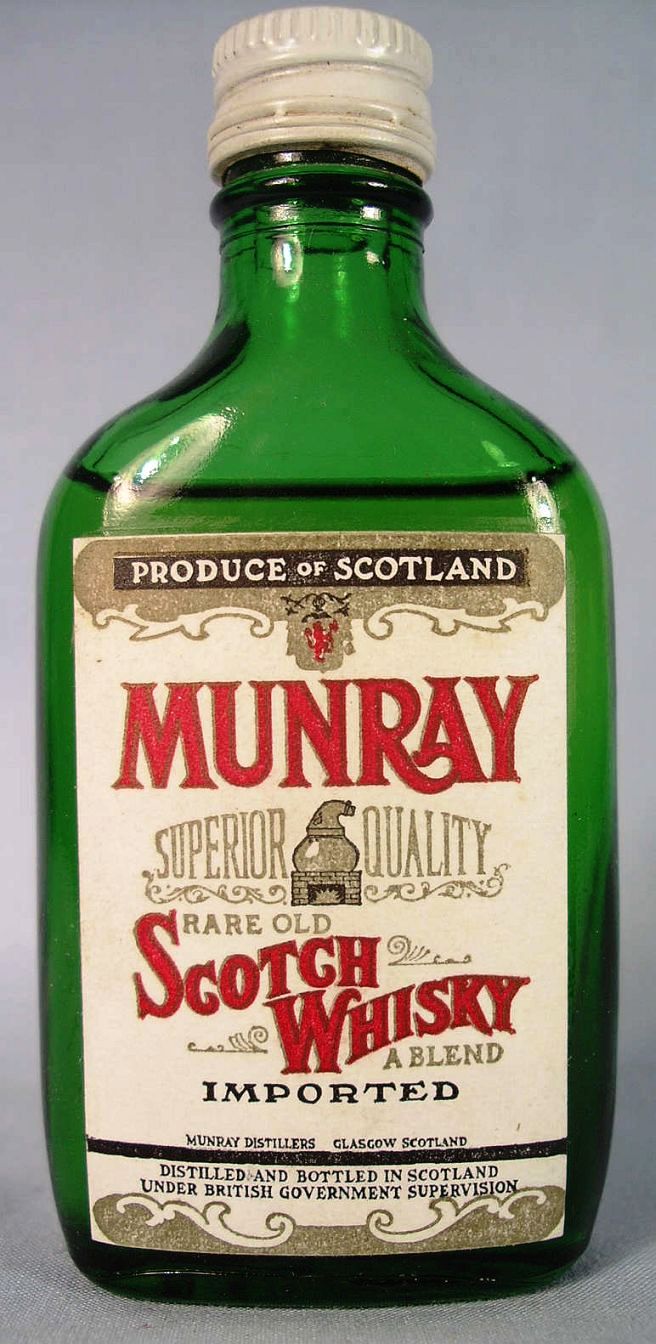 PRODUCE OF SCOTLAND
MUNRAY
SUPERIOR QUALITY
RARE OLD
SCOTCH
WHISKY
A BLEND
IMPORTED
MUNRAY DISTILLERS GLASGOW SCOTLAND
DISTILLED AND BOTTLED IN SCOTLAND
UNDER BRITISH GOVERNMENT SUPERVISION